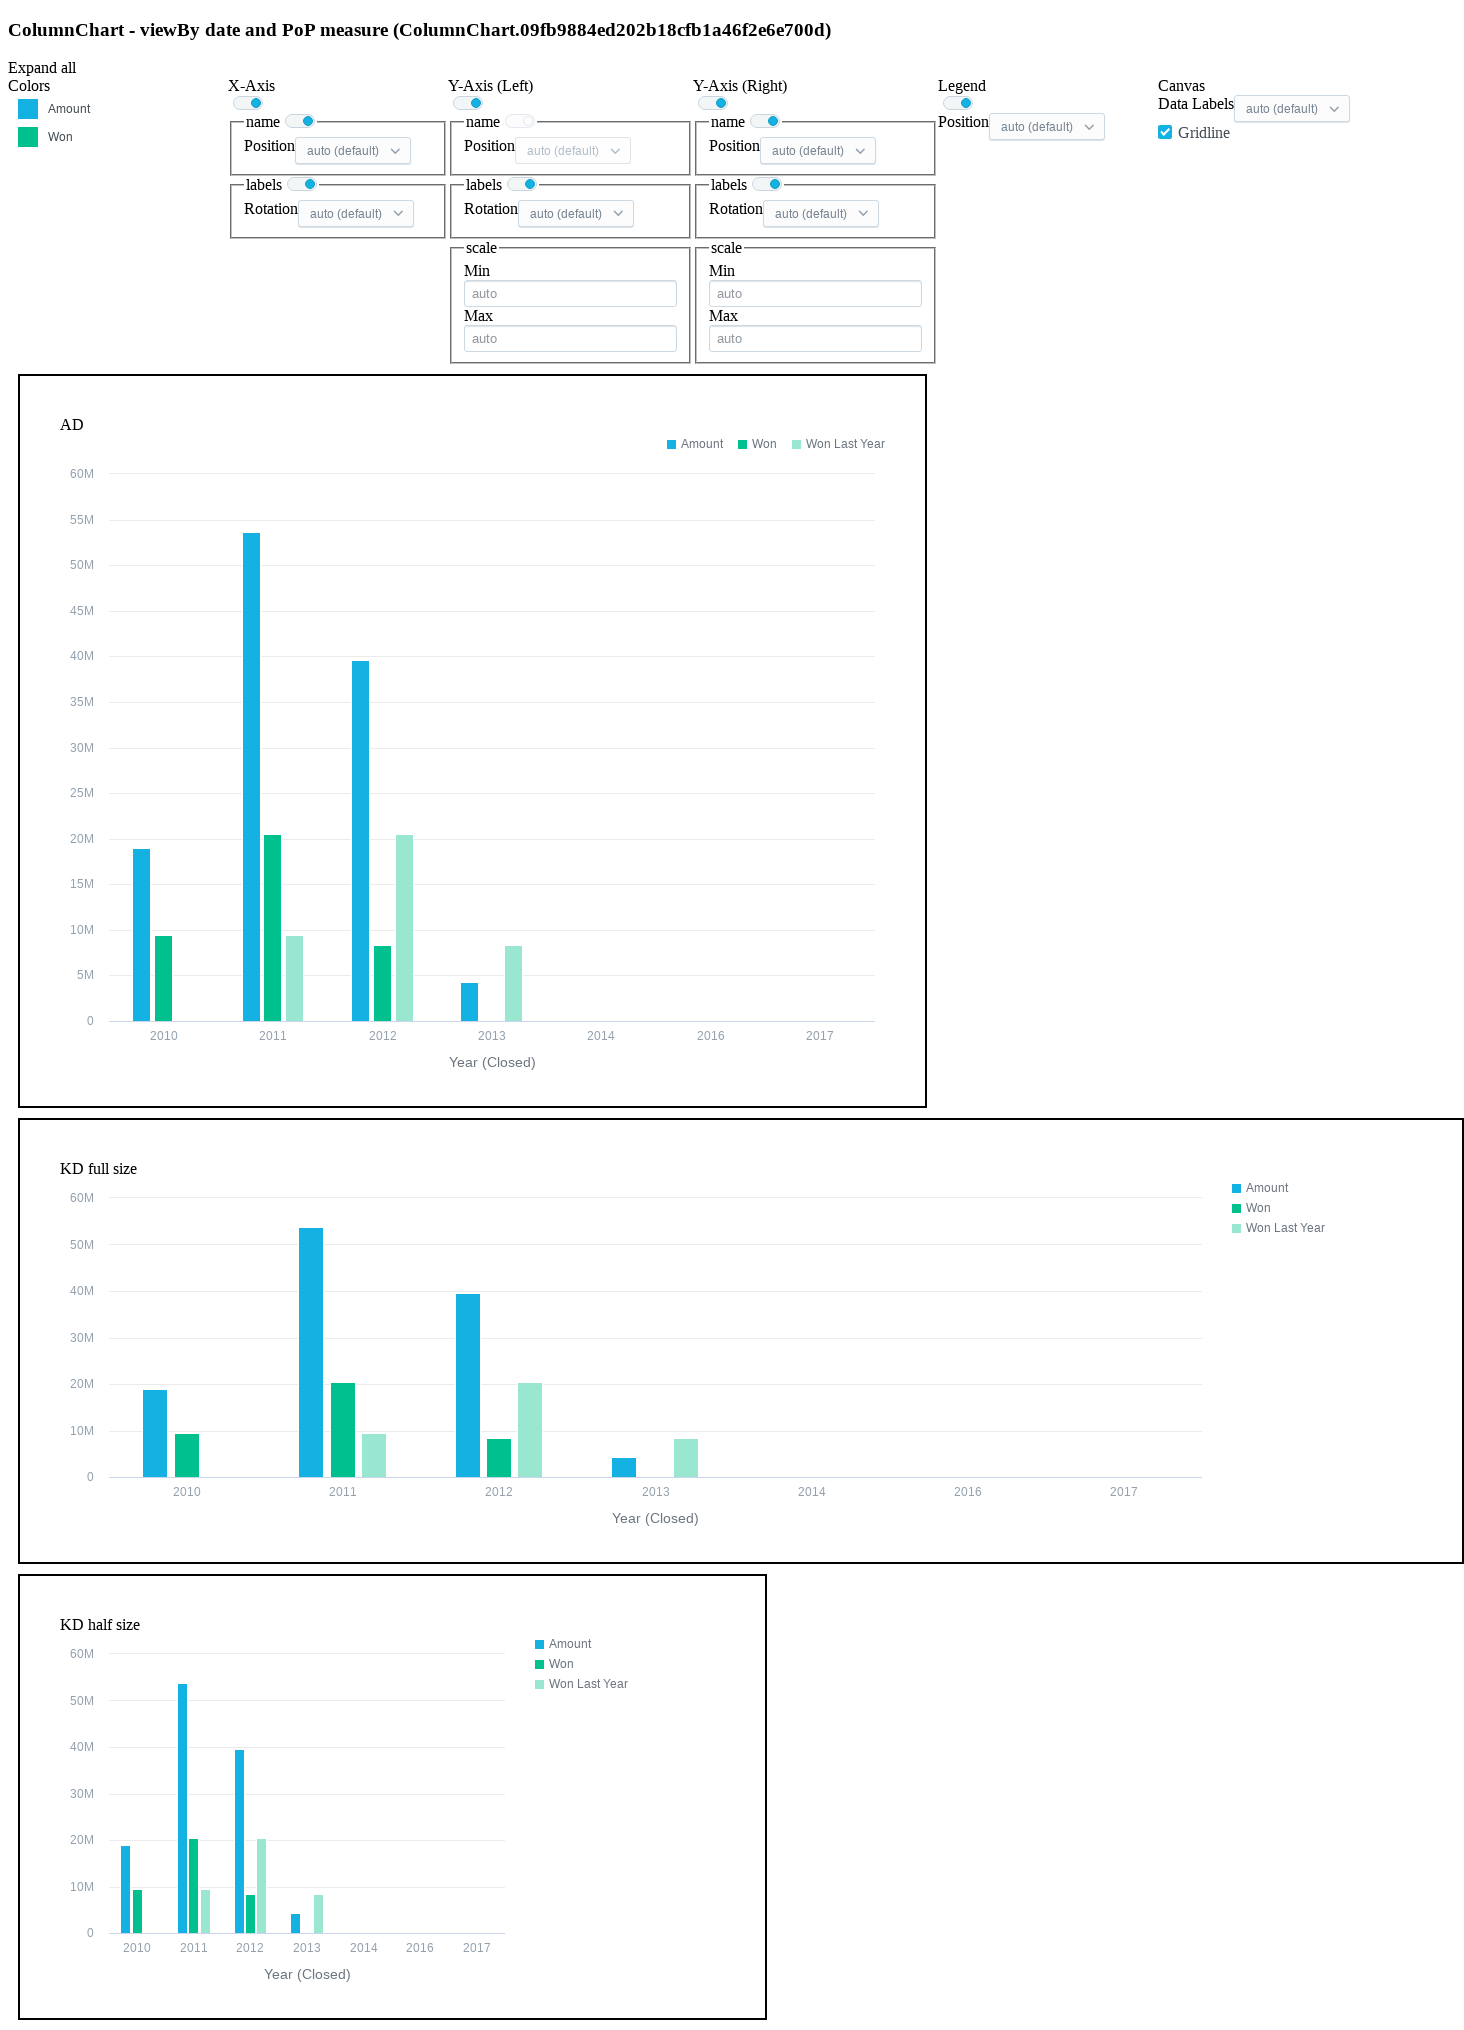 ColumnChart - viewBy date and PoP measure (ColumnChart.09fb9884ed202b18cfb1a46f2e6e700d)
Expand all
Colors
Amount
Won
X-Axis
name
Position auto (default)
labels
Rotation auto (default)
Y-Axis (Left)
name
Position auto (default)
labels
Rotation auto (default)
scale
Min
auto
Max
auto
Y-Axis (Right)
name
Position auto (default)
labels
Rotation auto (default)
scale
Min
auto
Max
auto
Legend
Position auto (default)
Canvas
Data Labels auto (default)
Gridline
AD
Amount Won Won Last Year
60M
55M
50M
45M
40M
35M
30M
25M
20M
15M
10M
5M
0
2010 2011 2012 2013 2014 2016 2017
Year (Closed)
KD full size
Amount
Won
Won Last Year
60M
50M
40M
30M
20M
10M
0
2010 2011 2012 2013 2014 2016 2017
Year (Closed)
KD half size
Amount
Won
Won Last Year
60M
50M
40M
30M
20M
10M
0
2010 2011 2012 2013 2014 2016 2017
Year (Closed)